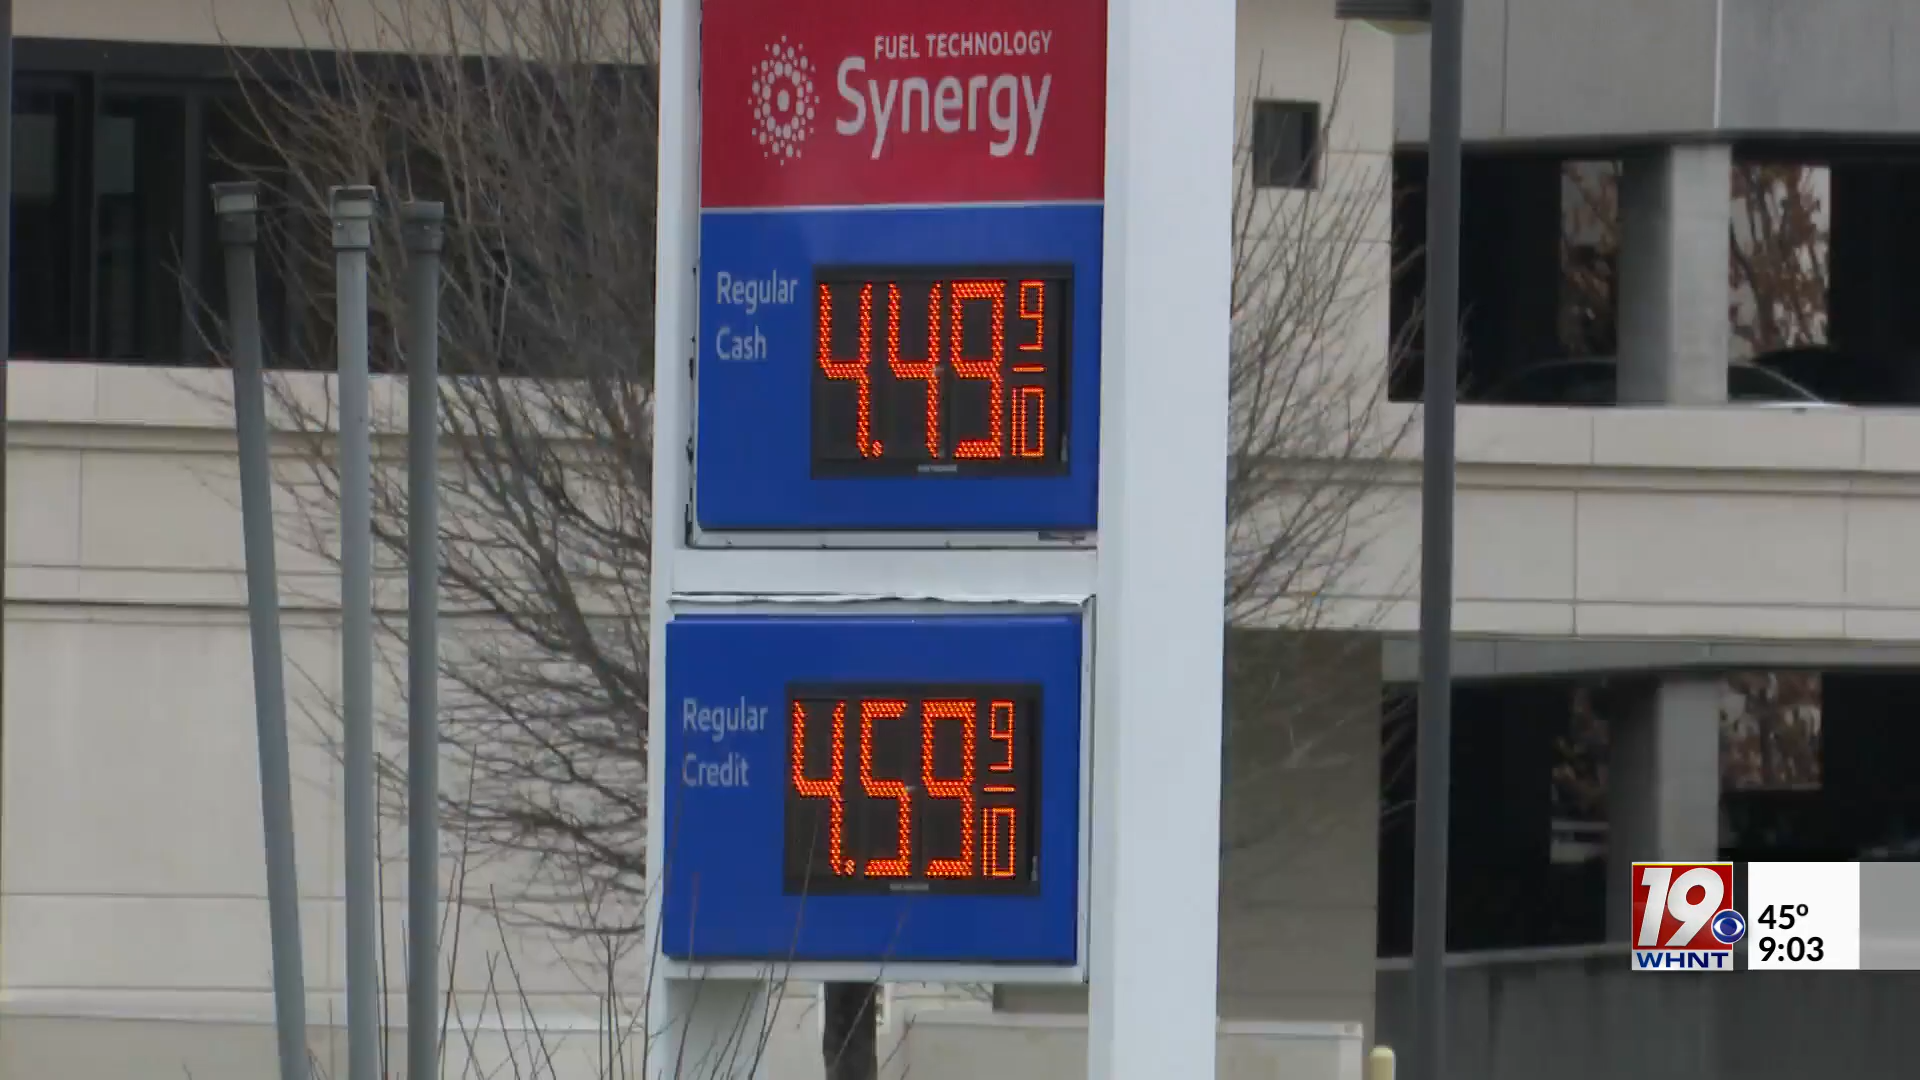 FUEL TECHNOLOGY
Synergy
Regular
Cash
4.49 9/10
Regular
Credit
4.59 9/10
19
WHNT
45º
9:03